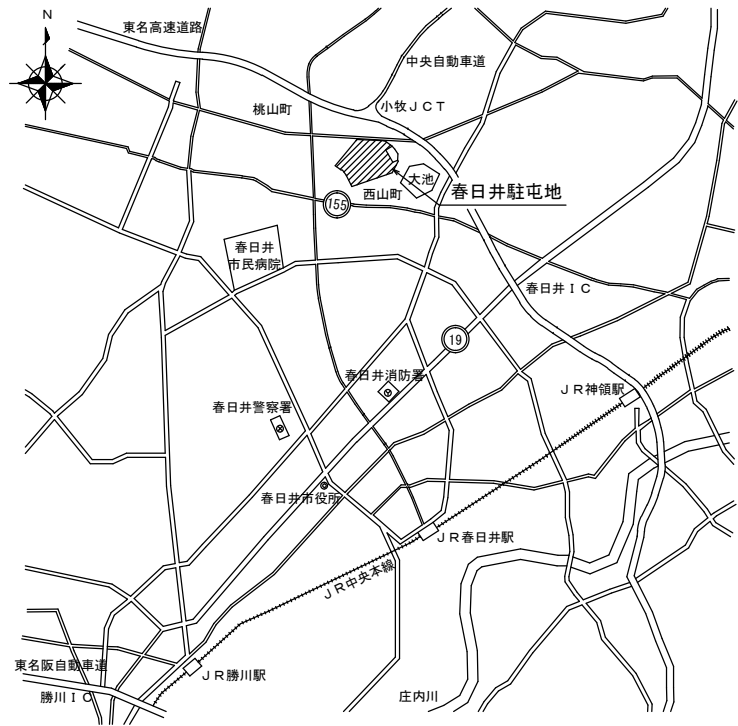 N
東名高速道路
中央自動車道
桃山町
小牧JCT
大池
西山町
春日井駐屯地
155
春日井
市民病院
春日井IC
19
春日井消防署
JR神領駅
春日井警察署
春日井市役所
JR春日井駅
JR中央本線
東名阪自動車道
JR勝川駅
勝川IC
庄内川